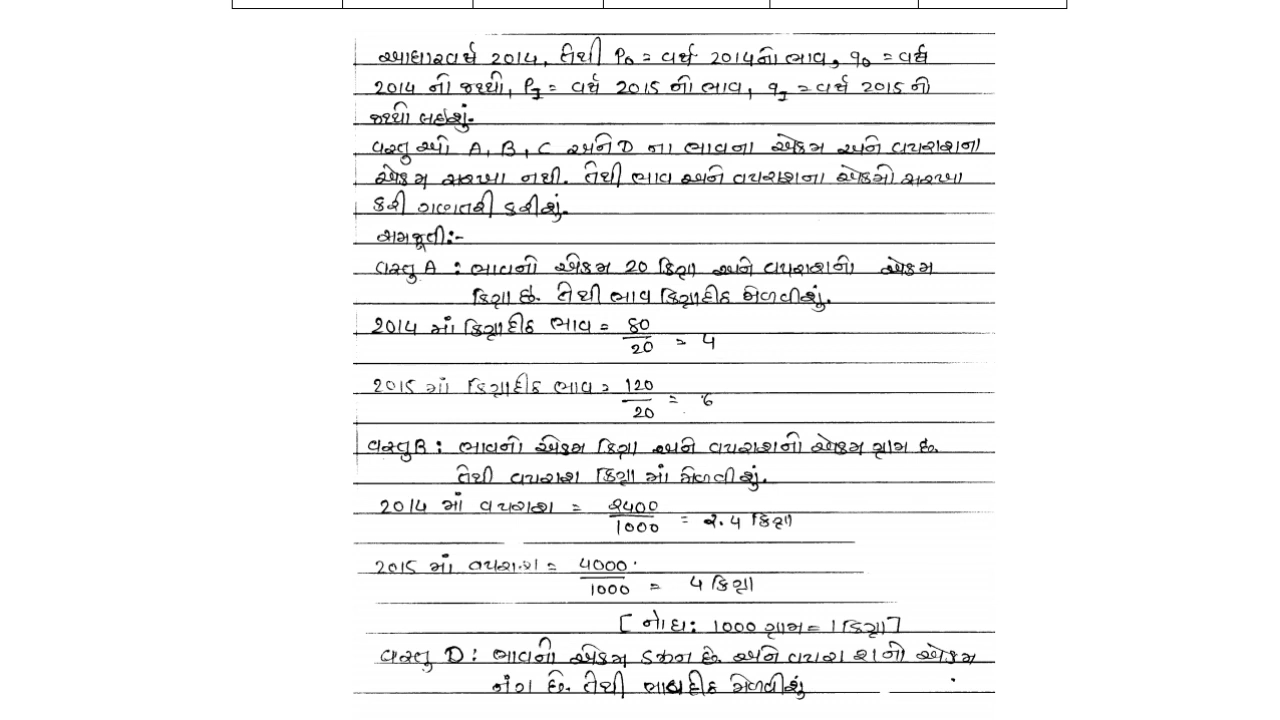 આધારવર્ષ 2014, તેથી P₀ = વર્ષ 2014નો ભાવ, q₀ = વર્ષ
2014 ની જથ્થો, P₁ = વર્ષ 2015 નો ભાવ, q₁ = વર્ષ 2015 ની
જથ્થો લઇશું.
વસ્તુઓ A, B, C અને D ના ભાવના એકમ અને વપરાશના
એકમ સરખા નથી. તેથી ભાવ અને વપરાશના એકમો સરખા
કરી ગણતરી કરીશું.
સમજૂતી:-
વસ્તુ A : ભાવનો એકમ 20 કિગ્રા અને વપરાશનો એકમ
કિગ્રા છે. તેથી ભાવ કિગ્રાદીઠ મેળવીશું.
2014 માં કિગ્રાદીઠ ભાવ = 80/20 = 4
2015 માં કિગ્રાદીઠ ભાવ = 120/20 = 6
વસ્તુ B : ભાવનો એકમ કિગ્રા અને વપરાશનો એકમ ગ્રામ છે.
તેથી વપરાશ કિગ્રા માં મેળવીશું.
2014 માં વપરાશ = 2400/1000 = 2.4 કિગ્રા
2015 માં વપરાશ = 4000/1000 = 4 કિગ્રા
[નોંધ: 1000 ગ્રામ = 1 કિગ્રા]
વસ્તુ D : ભાવનો એકમ ડઝન છે. અને વપરાશનો એકમ
નંગ છે. તેથી મેળવીશું